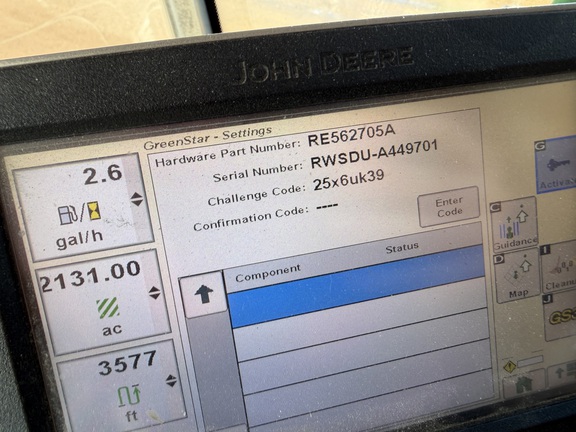 JOHN DEERE
GreenStar - Settings
Hardware Part Number: RE562705A
Serial Number: RWSDU-A449701
Challenge Code: 25x6uk39
Confirmation Code: ----
Enter
Code
Component
Status
2.6
gal/h
2131.00
ac
3577
ft
G
C
Guidance
D
Map
I
J